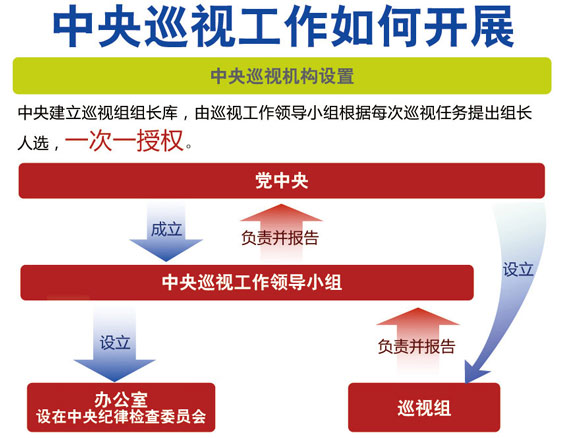 中央巡视工作如何开展
中央巡视机构设置
中央建立巡视组组长库，由巡视工作领导小组根据每次巡视任务提出组长
人选，一次一授权。
党中央
成立
负责并报告
设立
中央巡视工作领导小组
设立
负责并报告
办公室
设在中央纪律检查委员会
巡视组